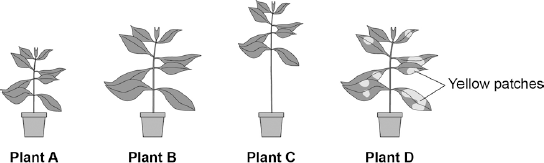 Yellow patches
Plant A
Plant B
Plant C
Plant D